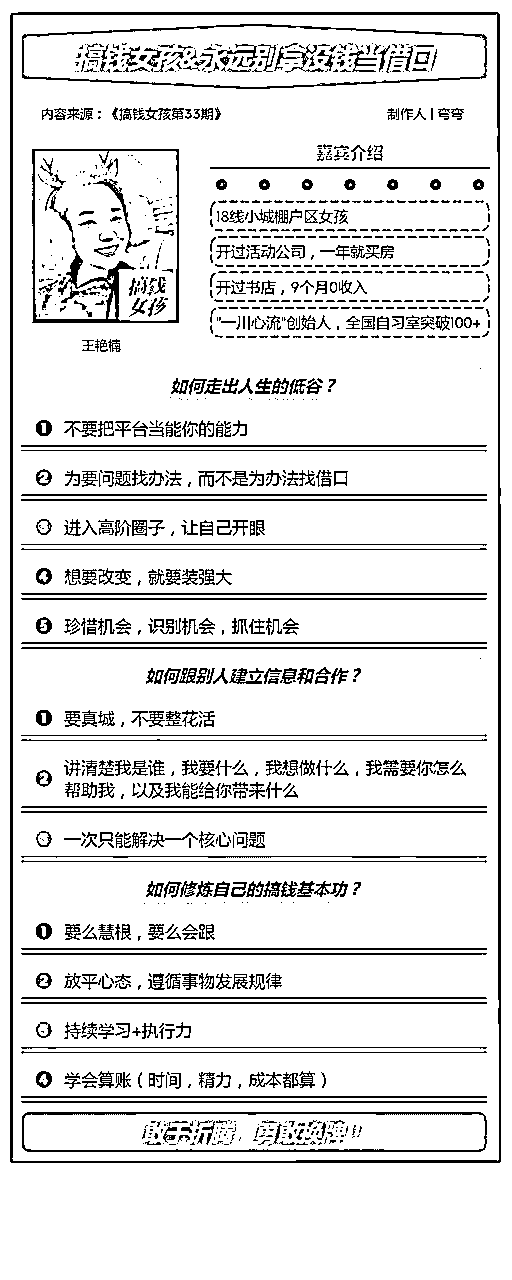 搞钱女孩&永远别拿没钱当借口
内容来源：《搞钱女孩第33期》
制作人丨弯弯
嘉宾介绍
18线小城棚户区女孩
开过活动公司，一年就买房
开过书店，9个月0收入
"一川心流"创始人，全国自习室突破100+
搞钱
女孩
王艳楠
如何走出人生的低谷？
1 不要把平台当能你的能力
2 为要问题找办法，而不是为办法找借口
3 进入高阶圈子，让自己开眼
4 想要改变，就要装强大
5 珍惜机会，识别机会，抓住机会
如何跟别人建立信息和合作？
1 要真城，不要整花活
2 讲清楚我是谁，我要什么，我想做什么，我需要你怎么
帮助我，以及我能给你带来什么
3 一次只能解决一个核心问题
如何修炼自己的搞钱基本功？
1 要么慧根，要么会跟
2 放平心态，遵循事物发展规律
3 持续学习+执行力
4 学会算账（时间，精力，成本都算）
敢于折腾，勇敢换牌!!